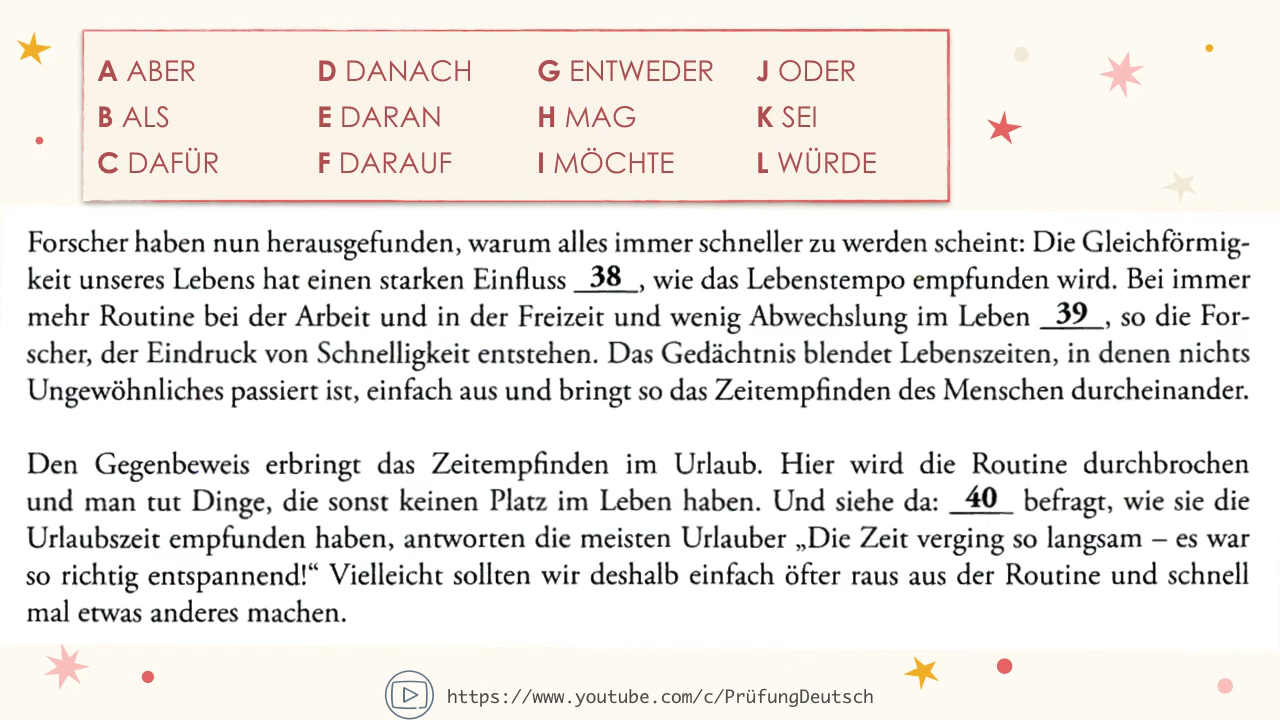 A ABER D DANACH G ENTWEDER J ODER
B ALS E DARAN H MAG K SEI
C DAFÜR F DARAUF I MÖCHTE L WÜRDE
Forscher haben nun herausgefunden, warum alles immer schneller zu werden scheint: Die Gleichförmig-
keit unseres Lebens hat einen starken Einfluss 38, wie das Lebenstempo empfunden wird. Bei immer
mehr Routine bei der Arbeit und in der Freizeit und wenig Abwechslung im Leben 39, so die For-
scher, der Eindruck von Schnelligkeit entstehen. Das Gedächtnis blendet Lebenszeiten, in denen nichts
Ungewöhnliches passiert ist, einfach aus und bringt so das Zeitempfinden des Menschen durcheinander.
Den Gegenbeweis erbringt das Zeitempfinden im Urlaub. Hier wird die Routine durchbrochen
und man tut Dinge, die sonst keinen Platz im Leben haben. Und siehe da: 40 befragt, wie sie die
Urlaubszeit empfunden haben, antworten die meisten Urlauber „Die Zeit verging so langsam – es war
so richtig entspannend!“ Vielleicht sollten wir deshalb einfach öfter raus aus der Routine und schnell
mal etwas anderes machen.
https://www.youtube.com/c/PrüfungDeutsch